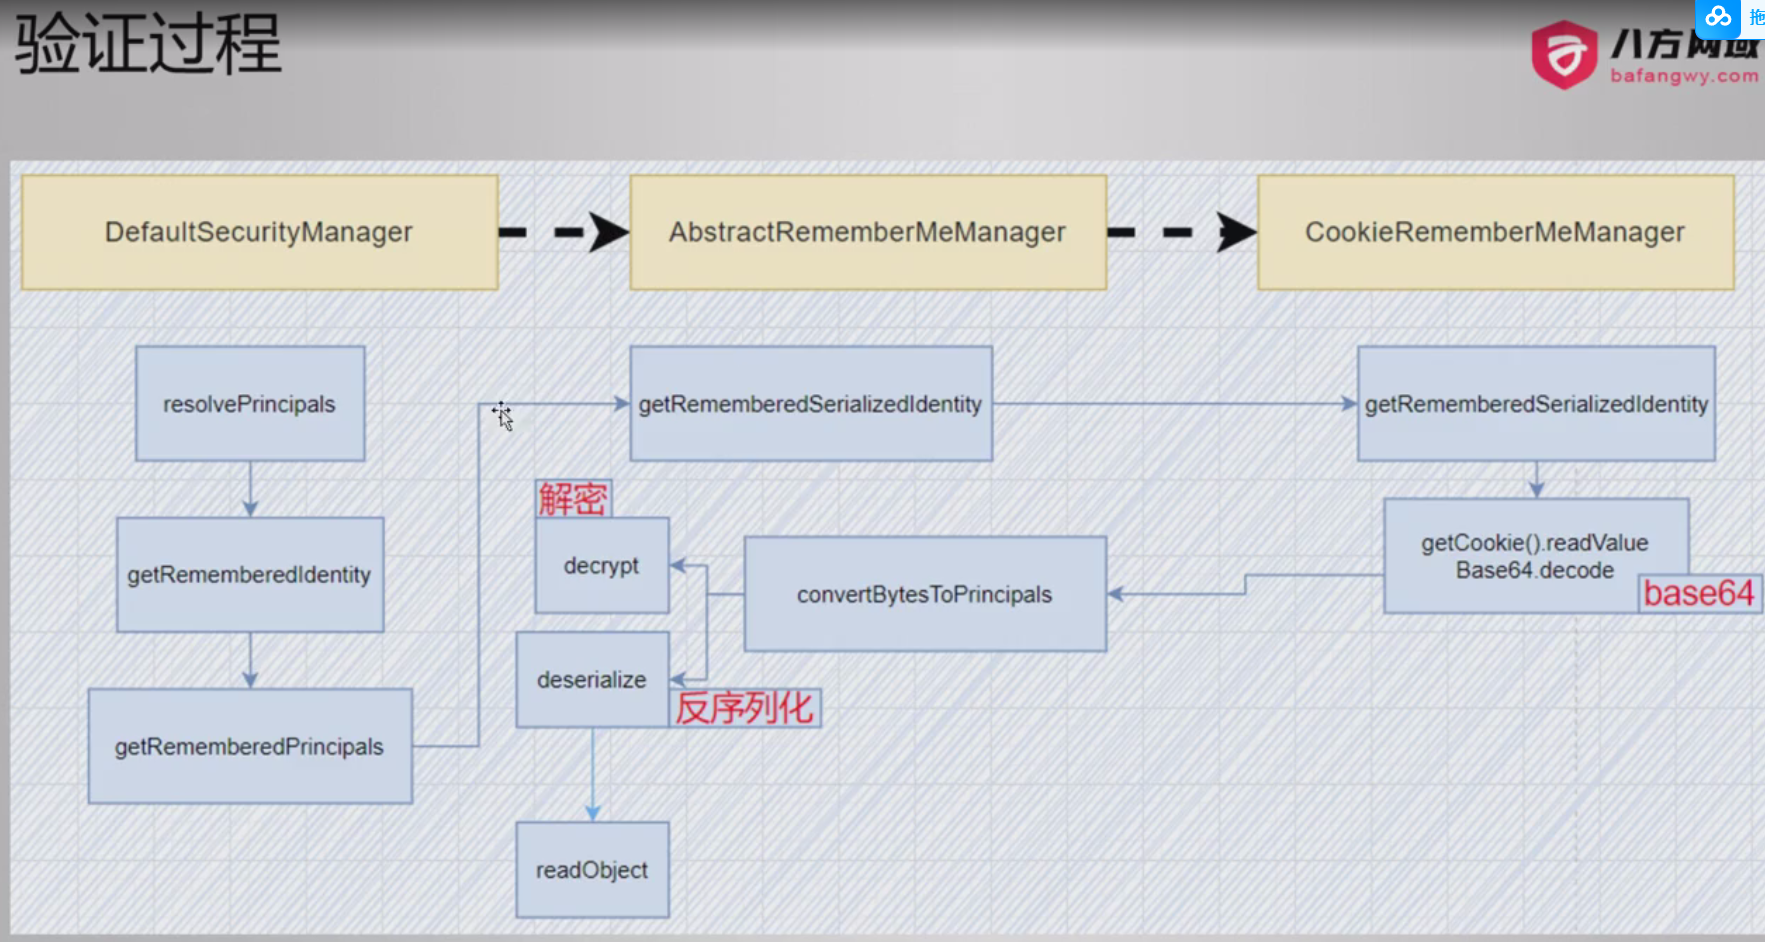 验证过程
拖
八方网域
bafangwy.com
DefaultSecurityManager
AbstractRememberMeManager
CookieRememberMeManager
resolvePrincipals
getRememberedSerializedIdentity
getRememberedSerializedIdentity
解密
decrypt
getRememberedIdentity
convertBytesToPrincipals
getCookie().readValue
Base64.decode
base64
deserialize
反序列化
getRememberedPrincipals
readObject